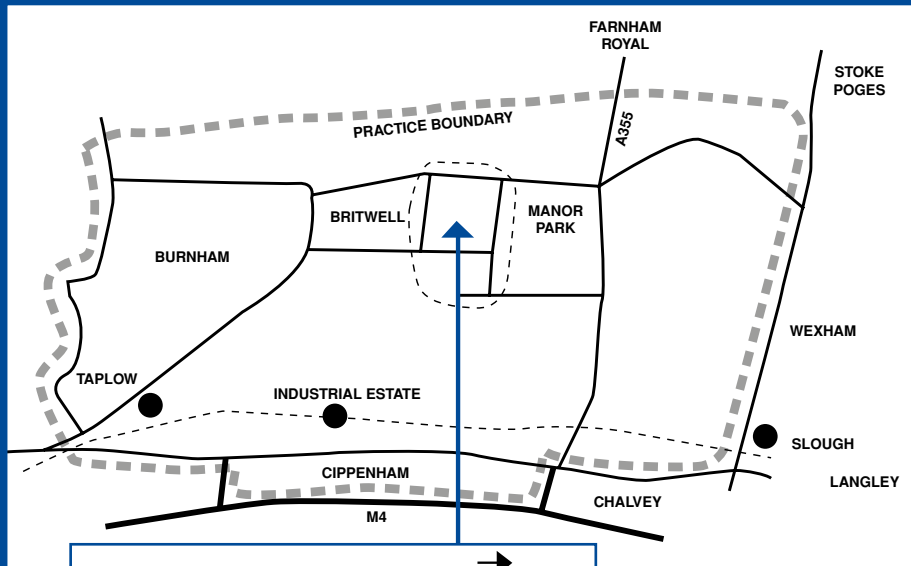 FARNHAM
ROYAL
STOKE
POGES
A355
PRACTICE BOUNDARY
BRITWELL
MANOR
PARK
BURNHAM
WEXHAM
TAPLOW
INDUSTRIAL ESTATE
SLOUGH
CIPPENHAM
LANGLEY
CHALVEY
M4